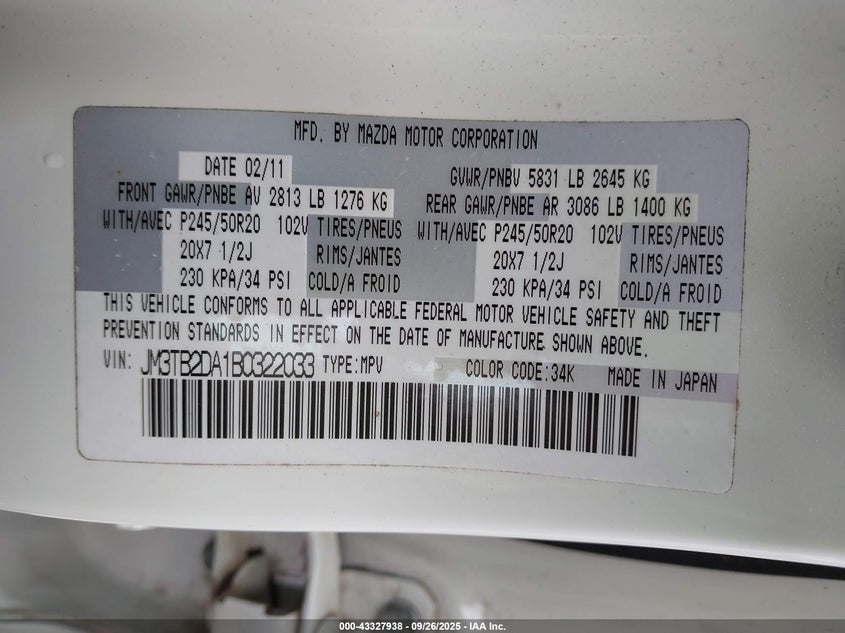 MFD. BY MAZDA MOTOR CORPORATION
DATE 02/11 GVWR/PNBV 5831 LB 2645 KG
FRONT GAWR/PNBE AV 2813 LB 1276 KG REAR GAWR/PNBE AR 3086 LB 1400 KG
WITH/AVEC P245/50R20 102V TIRES/PNEUS WITH/AVEC P245/50R20 102V TIRES/PNEUS
20X7 1/2J RIMS/JANTES 20X7 1/2J RIMS/JANTES
230 KPA/34 PSI COLD/A FROID 230 KPA/34 PSI COLD/A FROID
THIS VEHICLE CONFORMS TO ALL APPLICABLE FEDERAL MOTOR VEHICLE SAFETY AND THEFT
PREVENTION STANDARDS IN EFFECT ON THE DATE OF MANUFACTURE SHOWN ABOVE.
VIN: JM3TB2DA1B0322033 TYPE:MPV COLOR CODE:34K MADE IN JAPAN
000-43327938 - 09/26/2025 - IAA Inc.